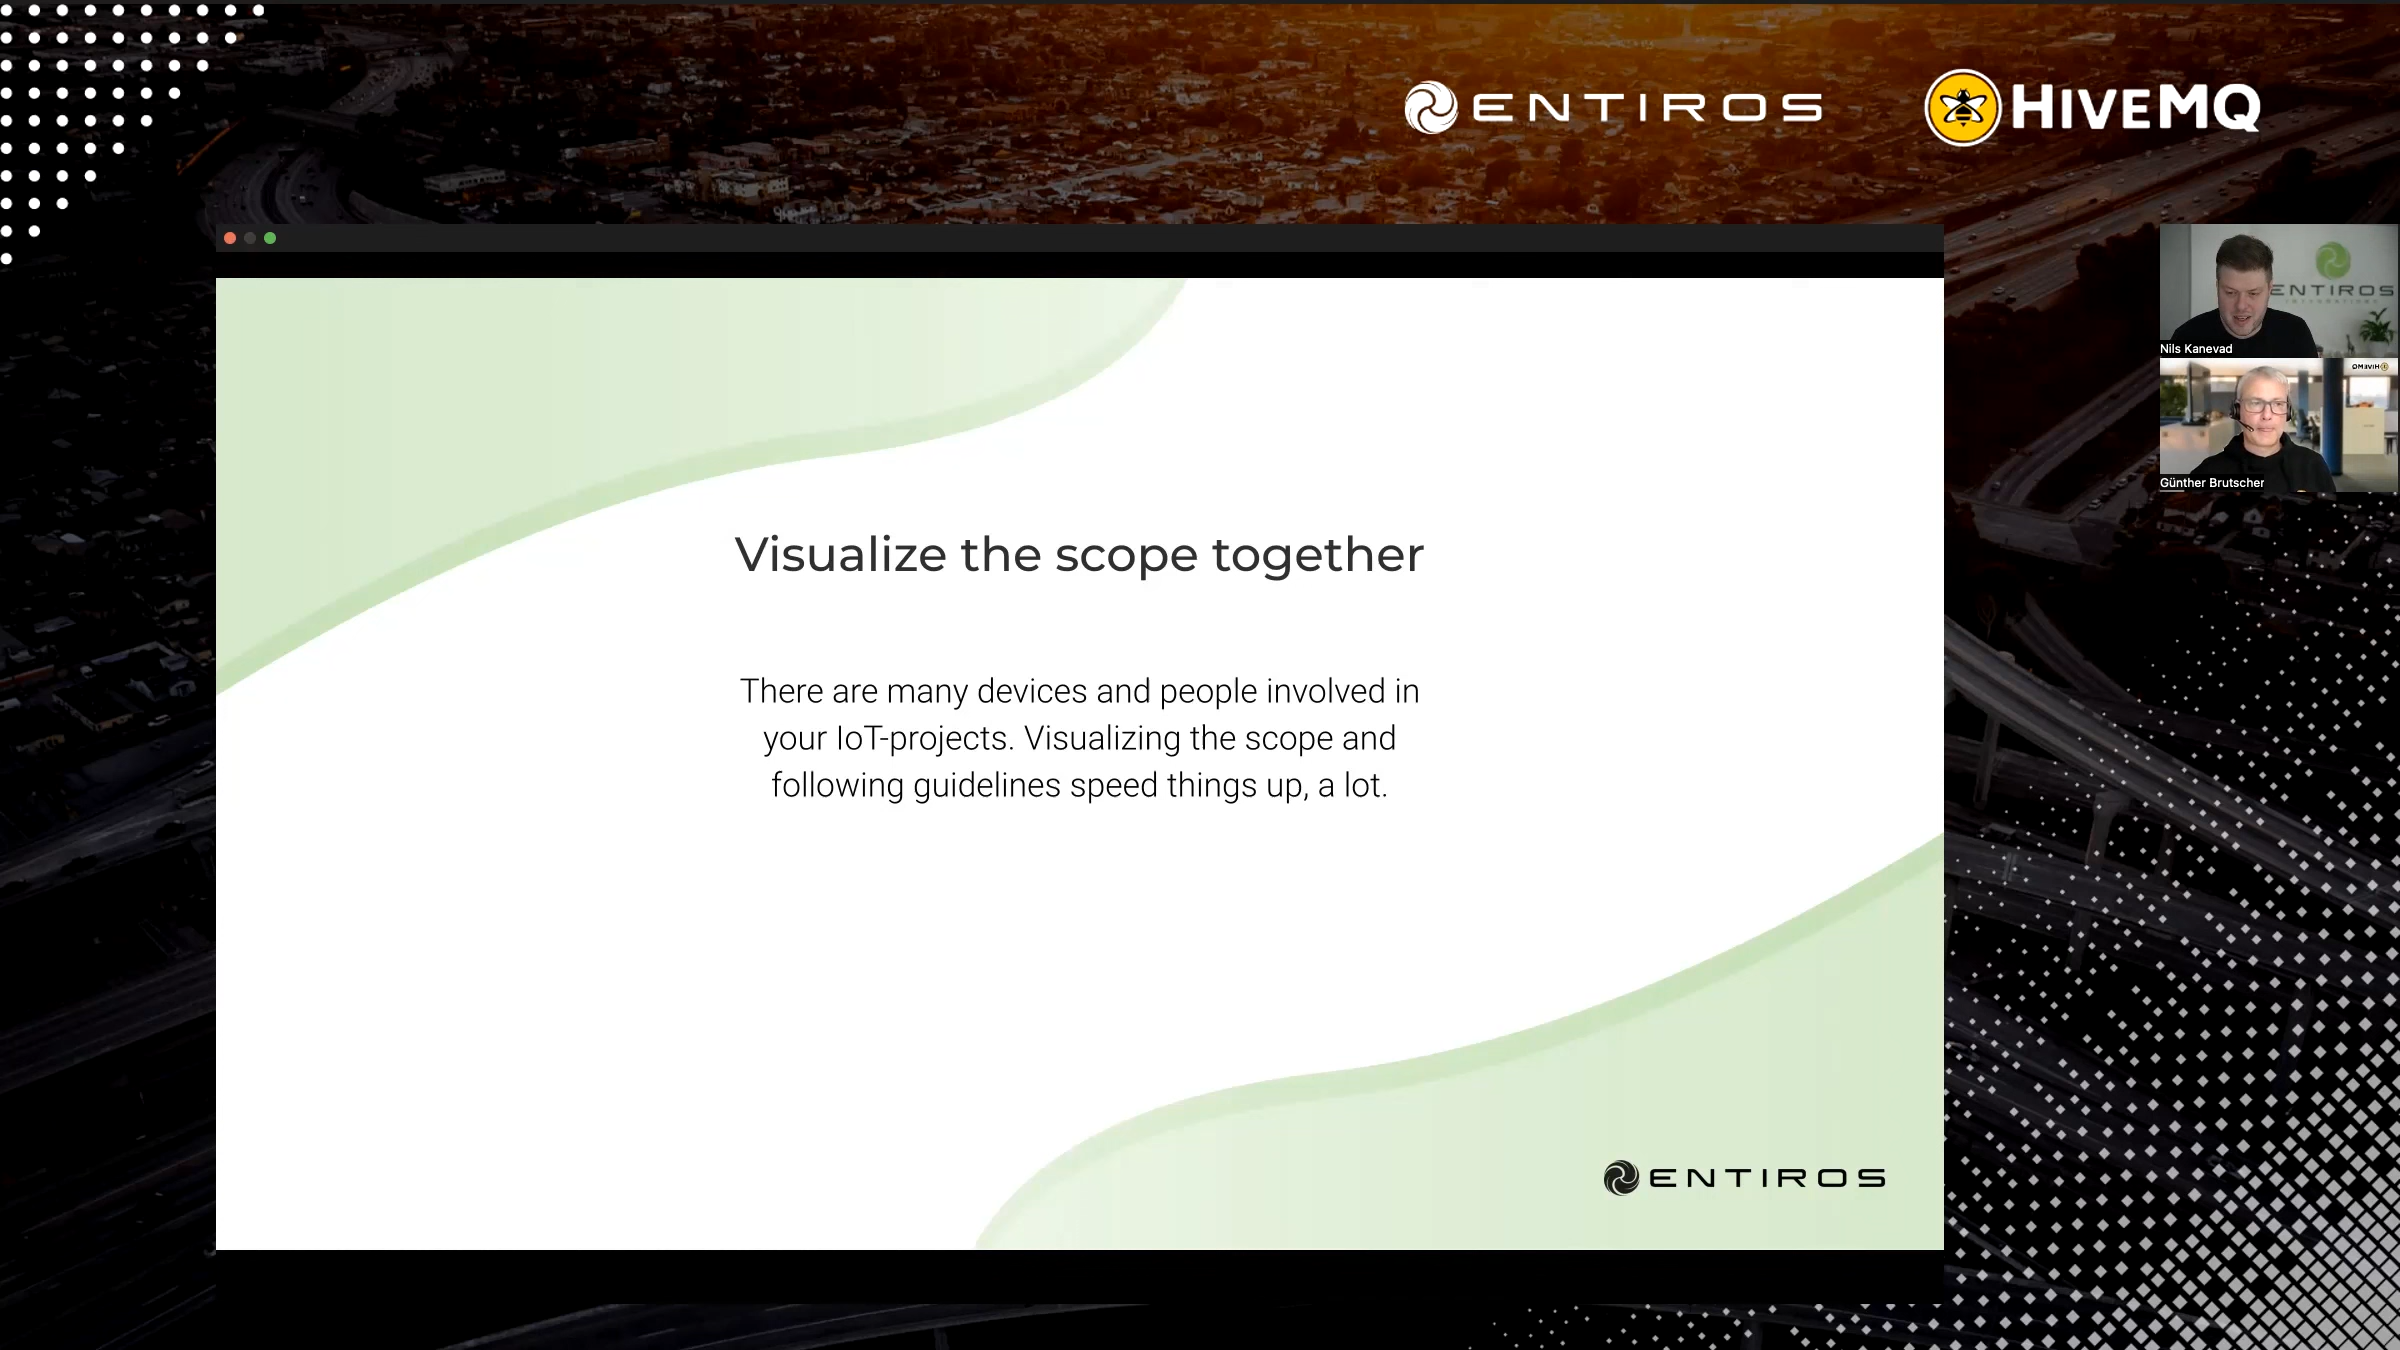 ENTIROS
HIVEMQ
ENTIROS
Nils Kanevad
HIVEMQ
Günther Brutscher
Visualize the scope together
There are many devices and people involved in
your IoT-projects. Visualizing the scope and
following guidelines speed things up, a lot.
ENTIROS